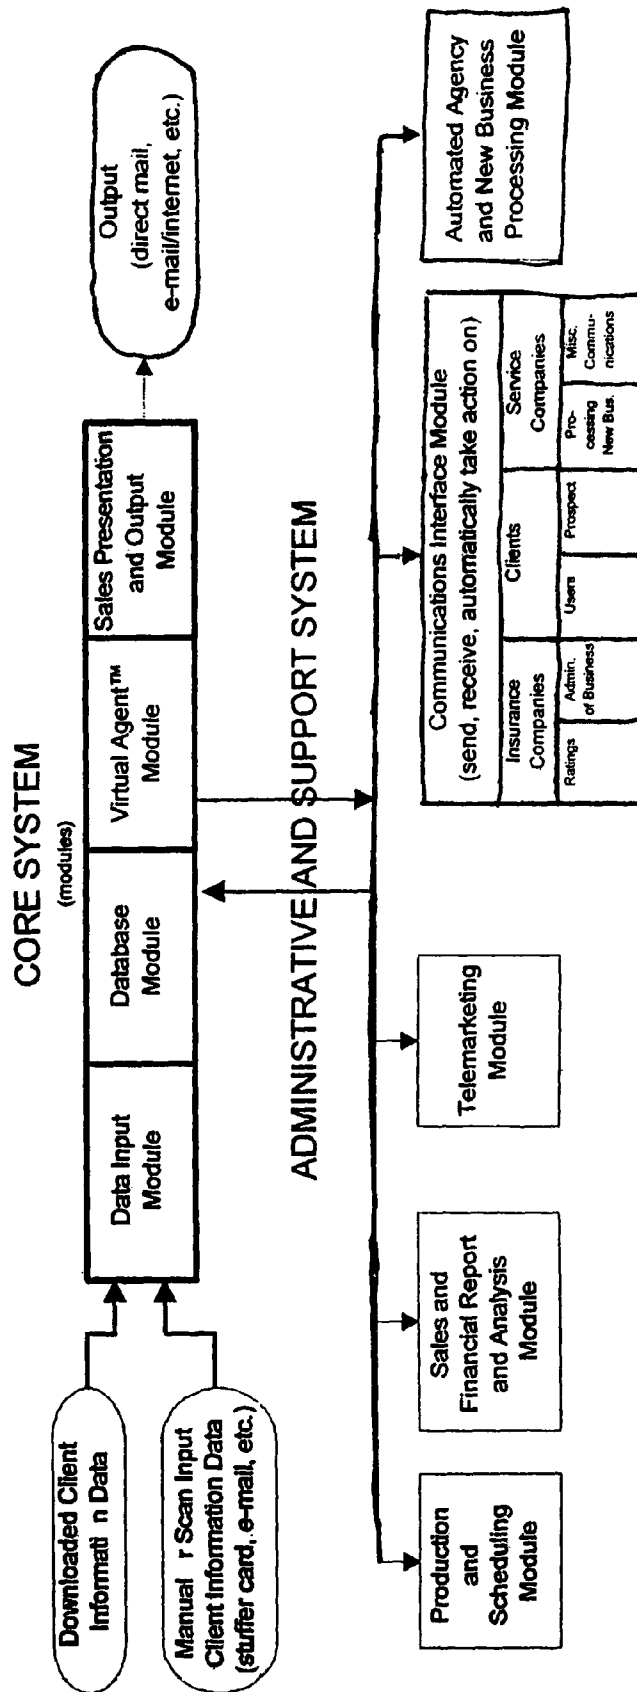 CORE SYSTEM
(modules)
Downloaded Client
Informati n Data
Manual r Scan Input
Client Information Data
(stuffer card, e-mail, etc.)
Data Input
Module
Database
Module
Virtual Agent™
Module
Sales Presentation
and Output
Module
Output
(direct mail,
e-mail/internet, etc.)
ADMINISTRATIVE AND SUPPORT SYSTEM
Production
and
Scheduling
Module
Sales and
Financial Report
and Analysis
Module
Telemarketing
Module
Communications Interface Module
(send, receive, automatically take action on)
Insurance
Companies
Clients
Service
Companies
Ratings
Admin.
of Business
Users
Prospect
Pro-
cessing
New Bus.
Misc.
Commu-
nications
Automated Agency
and New Business
Processing Module